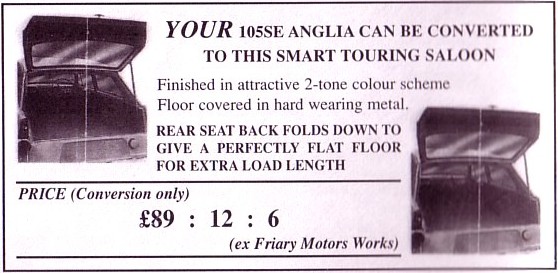 YOUR 105SE ANGLIA CAN BE CONVERTED
TO THIS SMART TOURING SALOON
Finished in attractive 2-tone colour scheme
Floor covered in hard wearing metal.
REAR SEAT BACK FOLDS DOWN TO
GIVE A PERFECTLY FLAT FLOOR
FOR EXTRA LOAD LENGTH
PRICE (Conversion only)
£89 : 12 : 6
(ex Friary Motors Works)